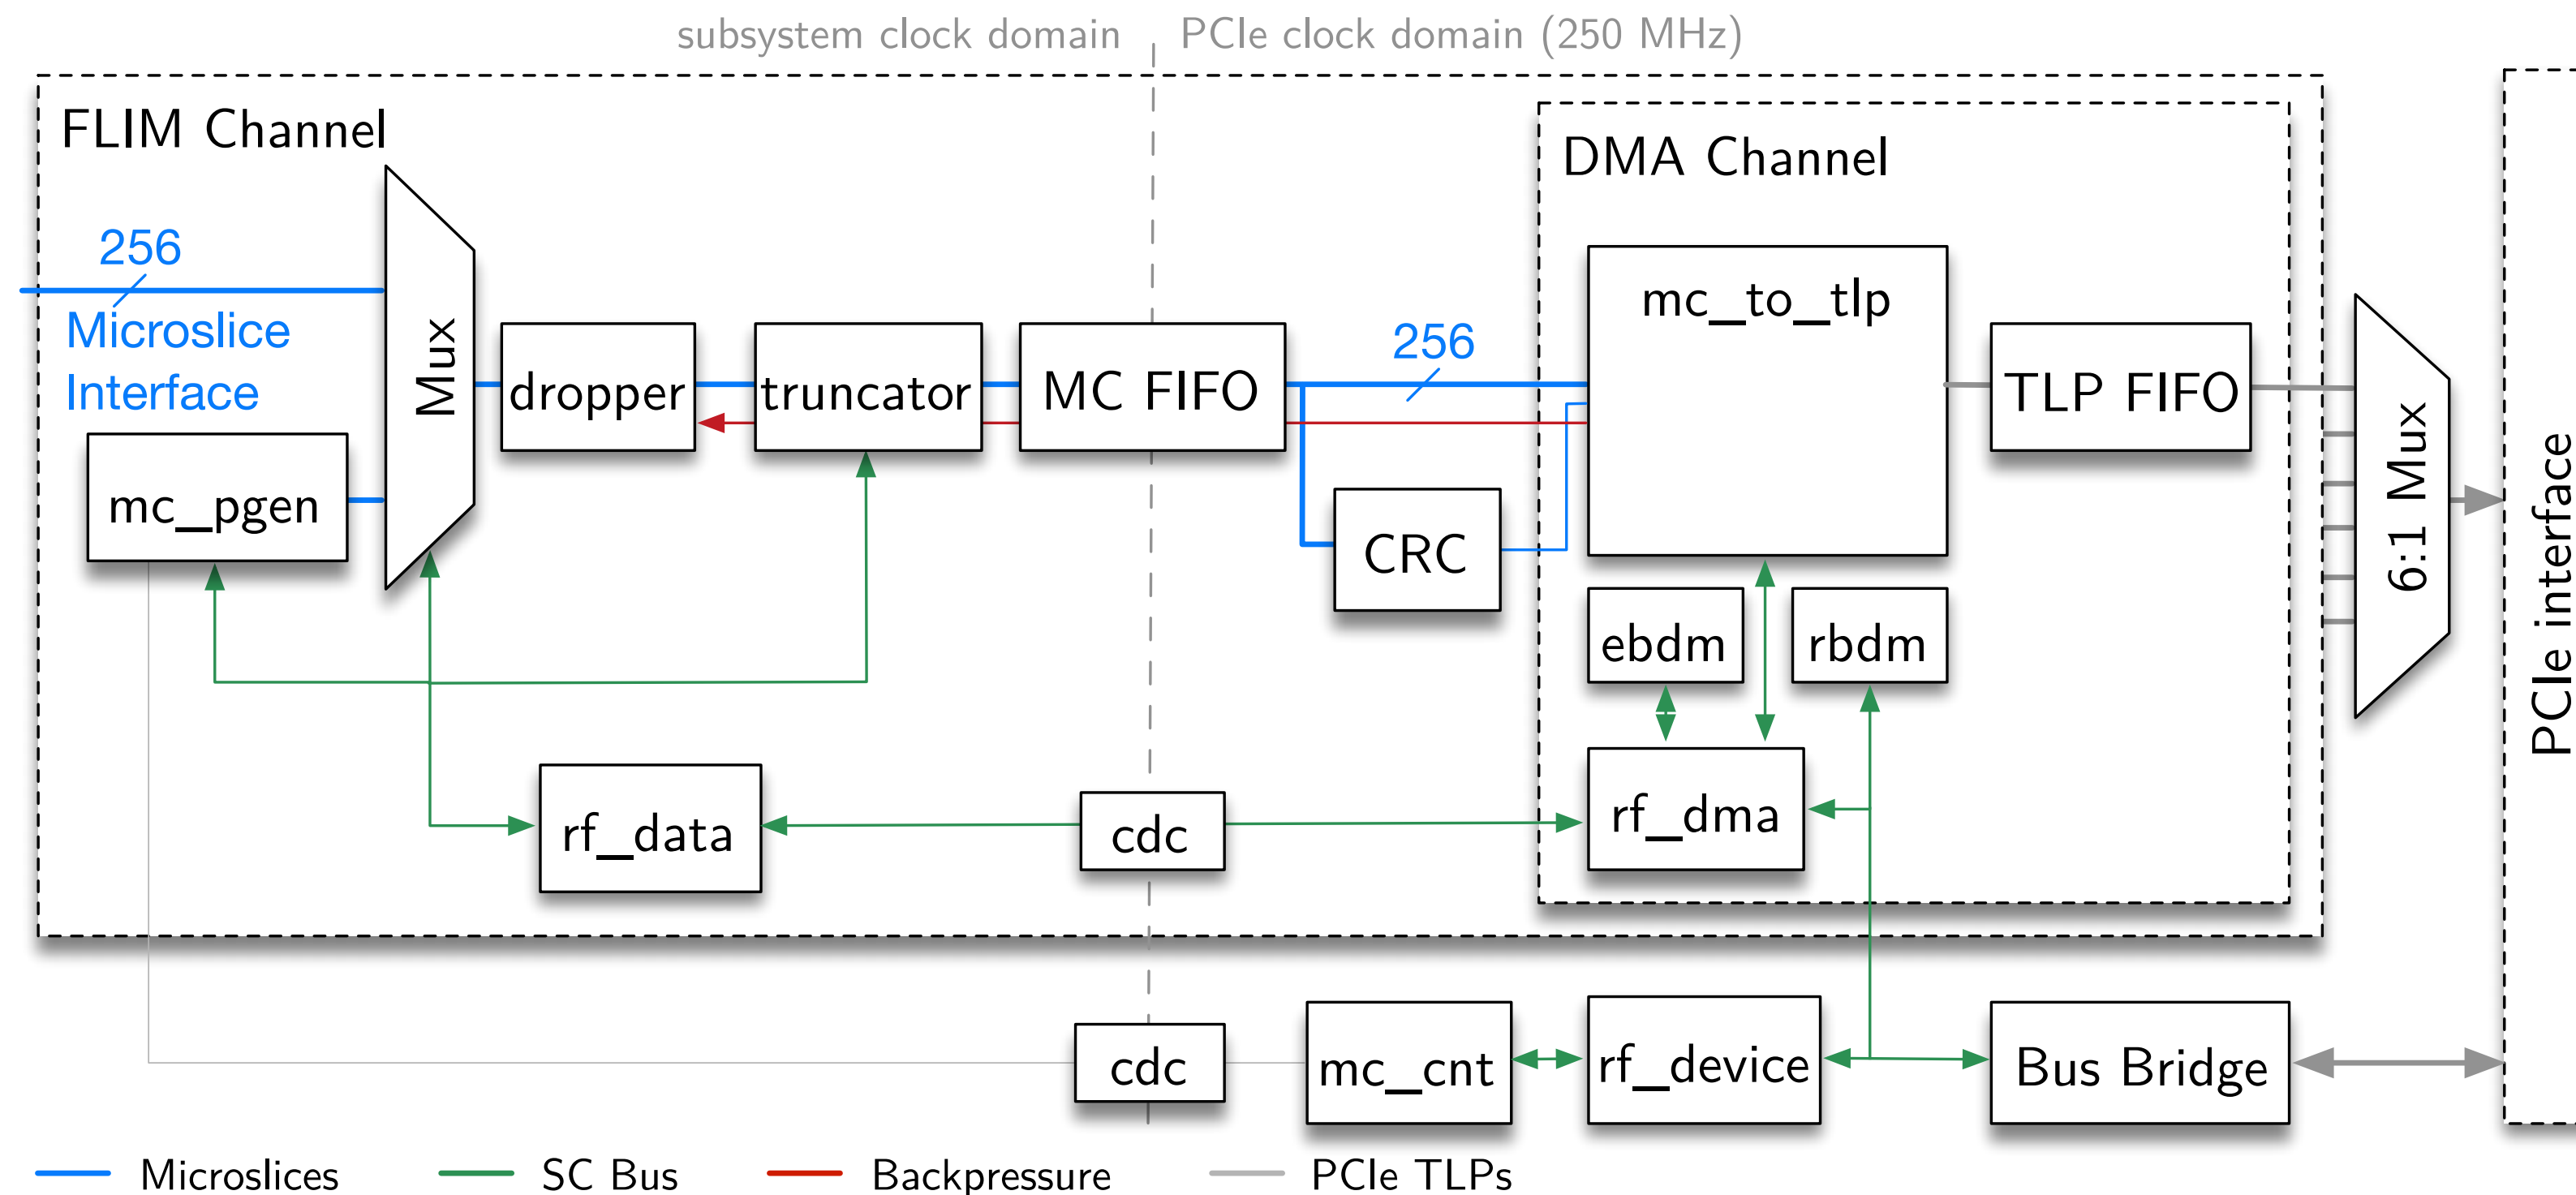 subsystem clock domain
PCIe clock domain (250 MHz)
FLIM Channel
DMA Channel
256
Microslice
Interface
Mux
mc_pgen
dropper
truncator
MC FIFO
256
CRC
mc_to_tlp
TLP FIFO
6:1 Mux
PCIe interface
ebdm
rbdm
rf_data
cdc
rf_dma
cdc
mc_cnt
rf_device
Bus Bridge
Microslices
SC Bus
Backpressure
PCIe TLPs